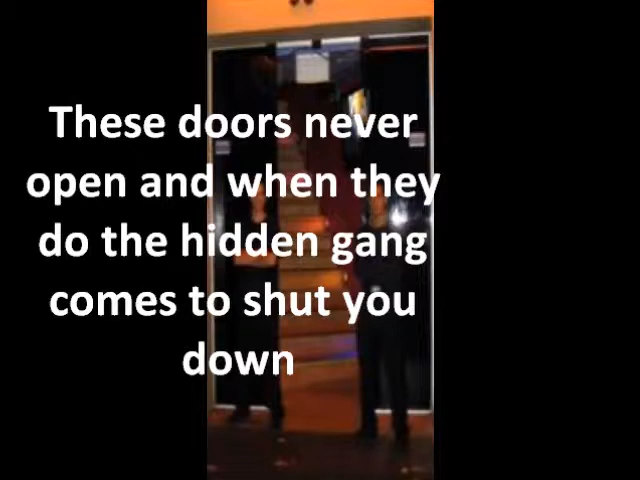 These doors never
open and when they
do the hidden gang
comes to shut you
down